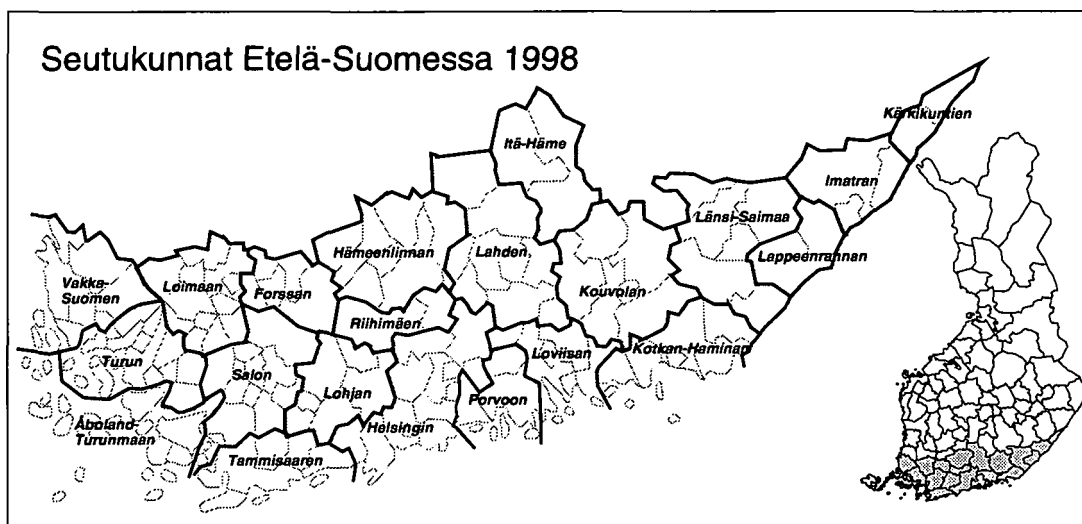 Seutukunnat Etelä-Suomessa 1998
Kärkikuntien
Itä-Häme
Imatran
Länsi-Saimaa
Hämeenlinnan
Lahden
Lappeenrannan
Vakka-
Suomen
Loimaan
Forssan
Kouvolan
Riihimäen
Turun
Salon
Lohjan
Loviisan
Kotkan-Haminan
Porvoon
Åboland-
Turunmaan
Helsingin
Tammisaaren